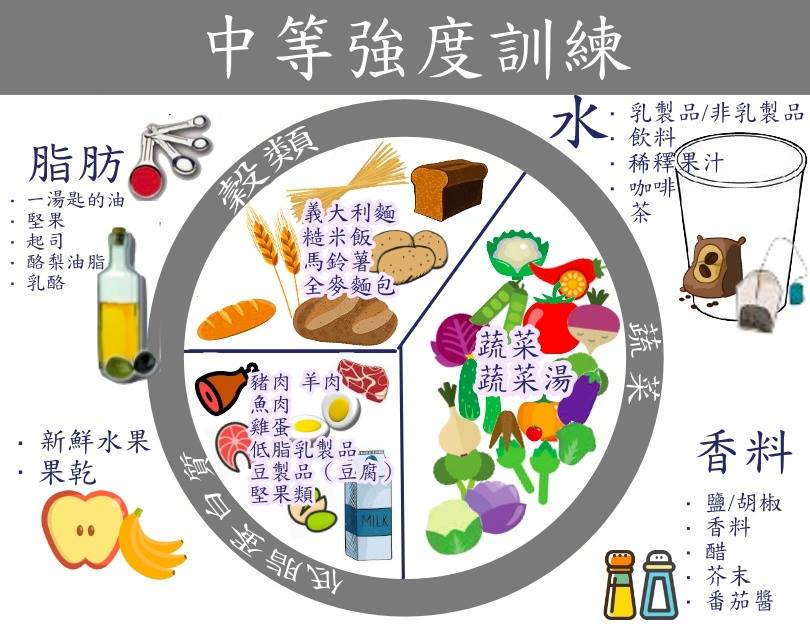 中等強度訓練
脂肪
· 一湯匙的油
· 堅果
· 起司
· 酪梨油脂
· 乳酪
穀類
義大利麵
糙米飯
馬鈴薯
全麥麵包
水
· 乳製品/非乳製品
· 飲料
· 稀釋果汁
· 咖啡
茶
蔬菜
蔬菜
蔬菜湯
豬肉 羊肉
魚肉
雞蛋
低脂乳製品
豆製品（豆腐）
堅果類
MILK
低脂蛋白質
· 新鮮水果
· 果乾
香料
· 鹽/胡椒
· 香料
· 醋
· 芥末
· 番茄醬